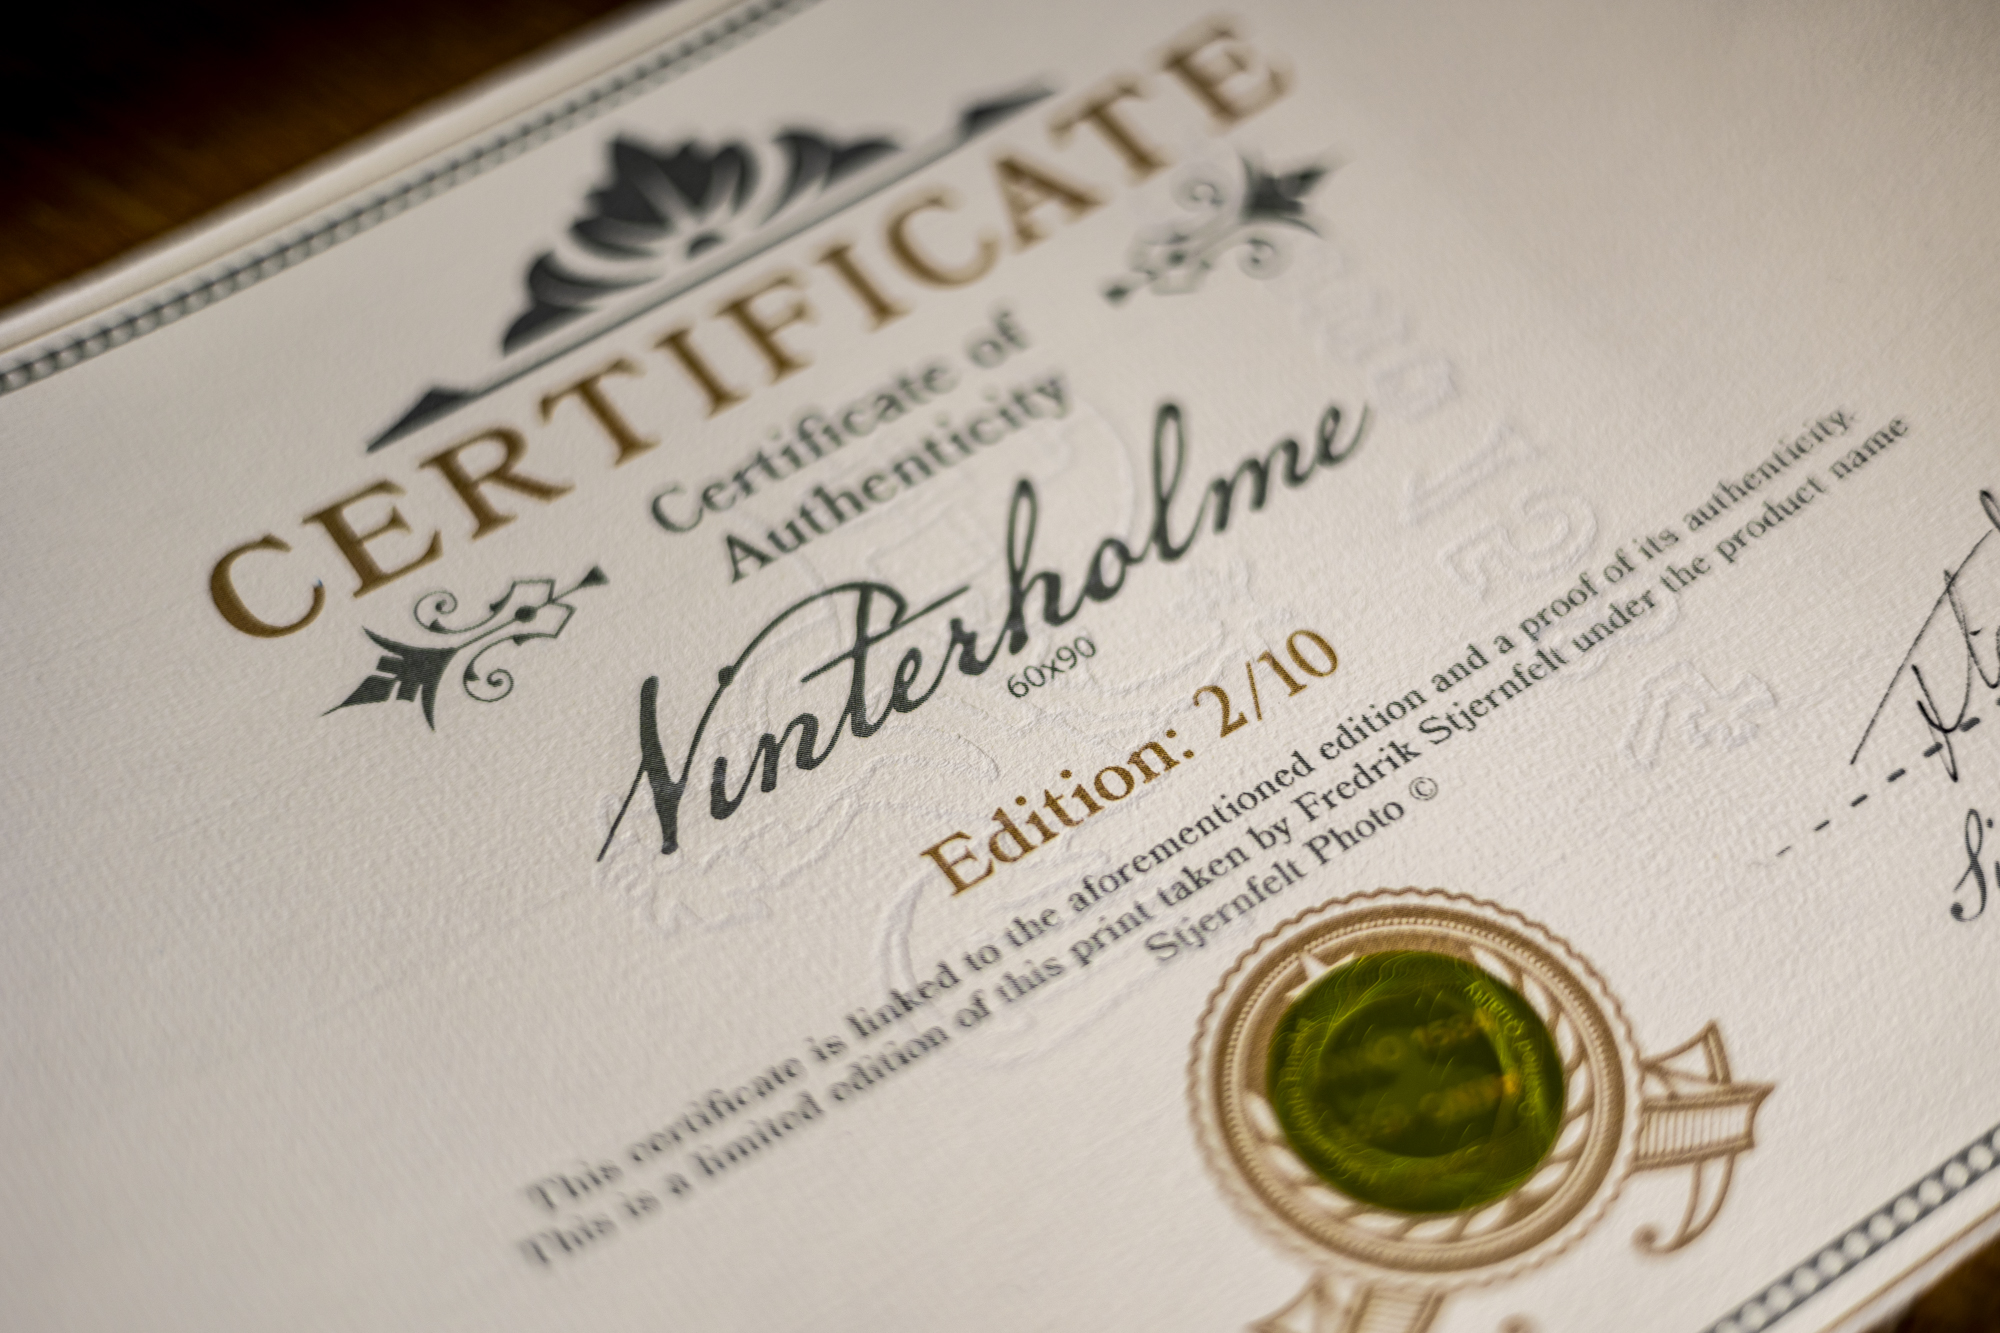 CERTIFICATE
Certificate of
Authenticity
Vinterholme
60x90
Edition: 2/10
This certificate is linked to the aforementioned edition and a proof of its authenticity.
This is a limited edition of this print taken by Fredrik Stjernfelt under the product name
Stjernfelt Photo ©